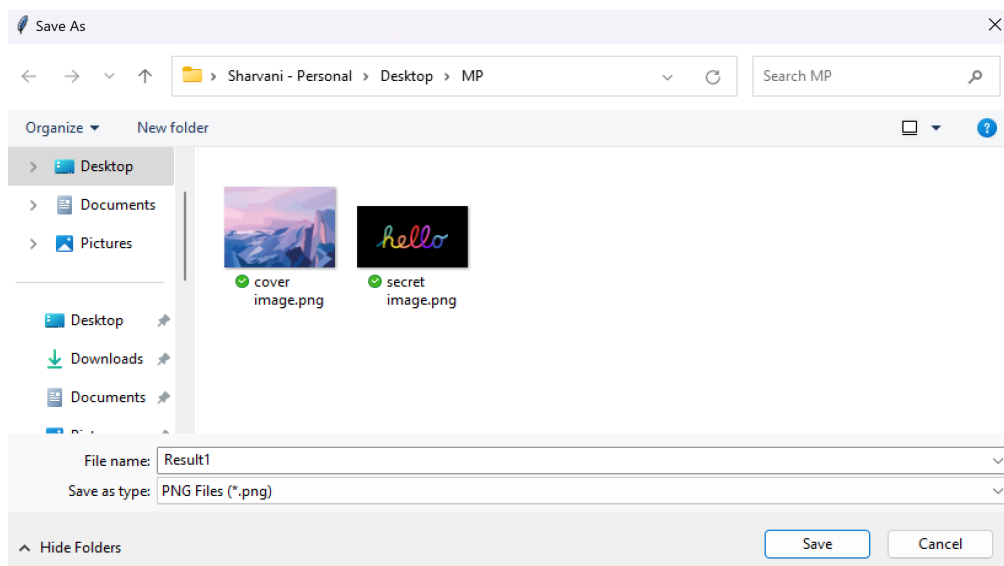 Save As
Sharvani - Personal > Desktop > MP
Search MP
Organize
New folder
?
Desktop
Documents
Pictures
Desktop
Downloads
Documents
hello
cover
image.png
secret
image.png
File name: Result1
Save as type: PNG Files (*.png)
Hide Folders
Save
Cancel